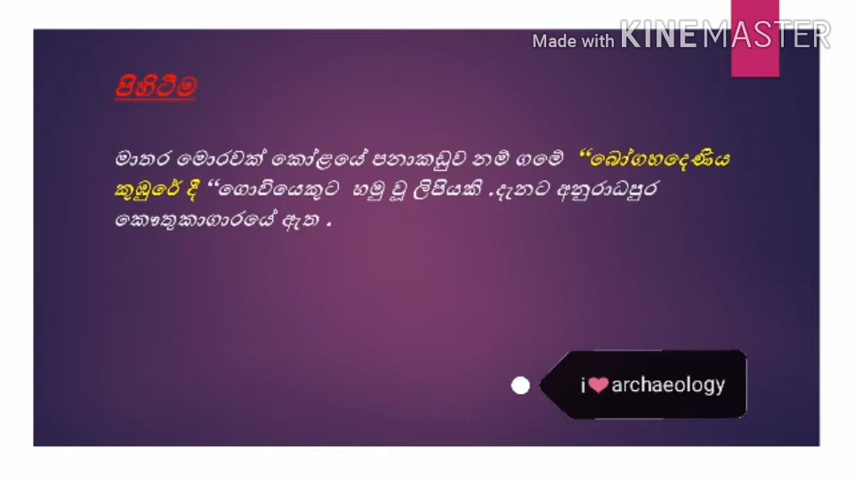 Made with KINEMASTER
පිහිටීම
මාතර මොරවක් කෝළයේ පනාකඩුව නම් ගමේ “බෝගහදෙණිය
කුඹුරේ දී “ගොවියෙකුට හමු වූ ලිපියකි .දැනට අනුරාධපුර
කෞතුකාගාරයේ ඇත .
i❤archaeology